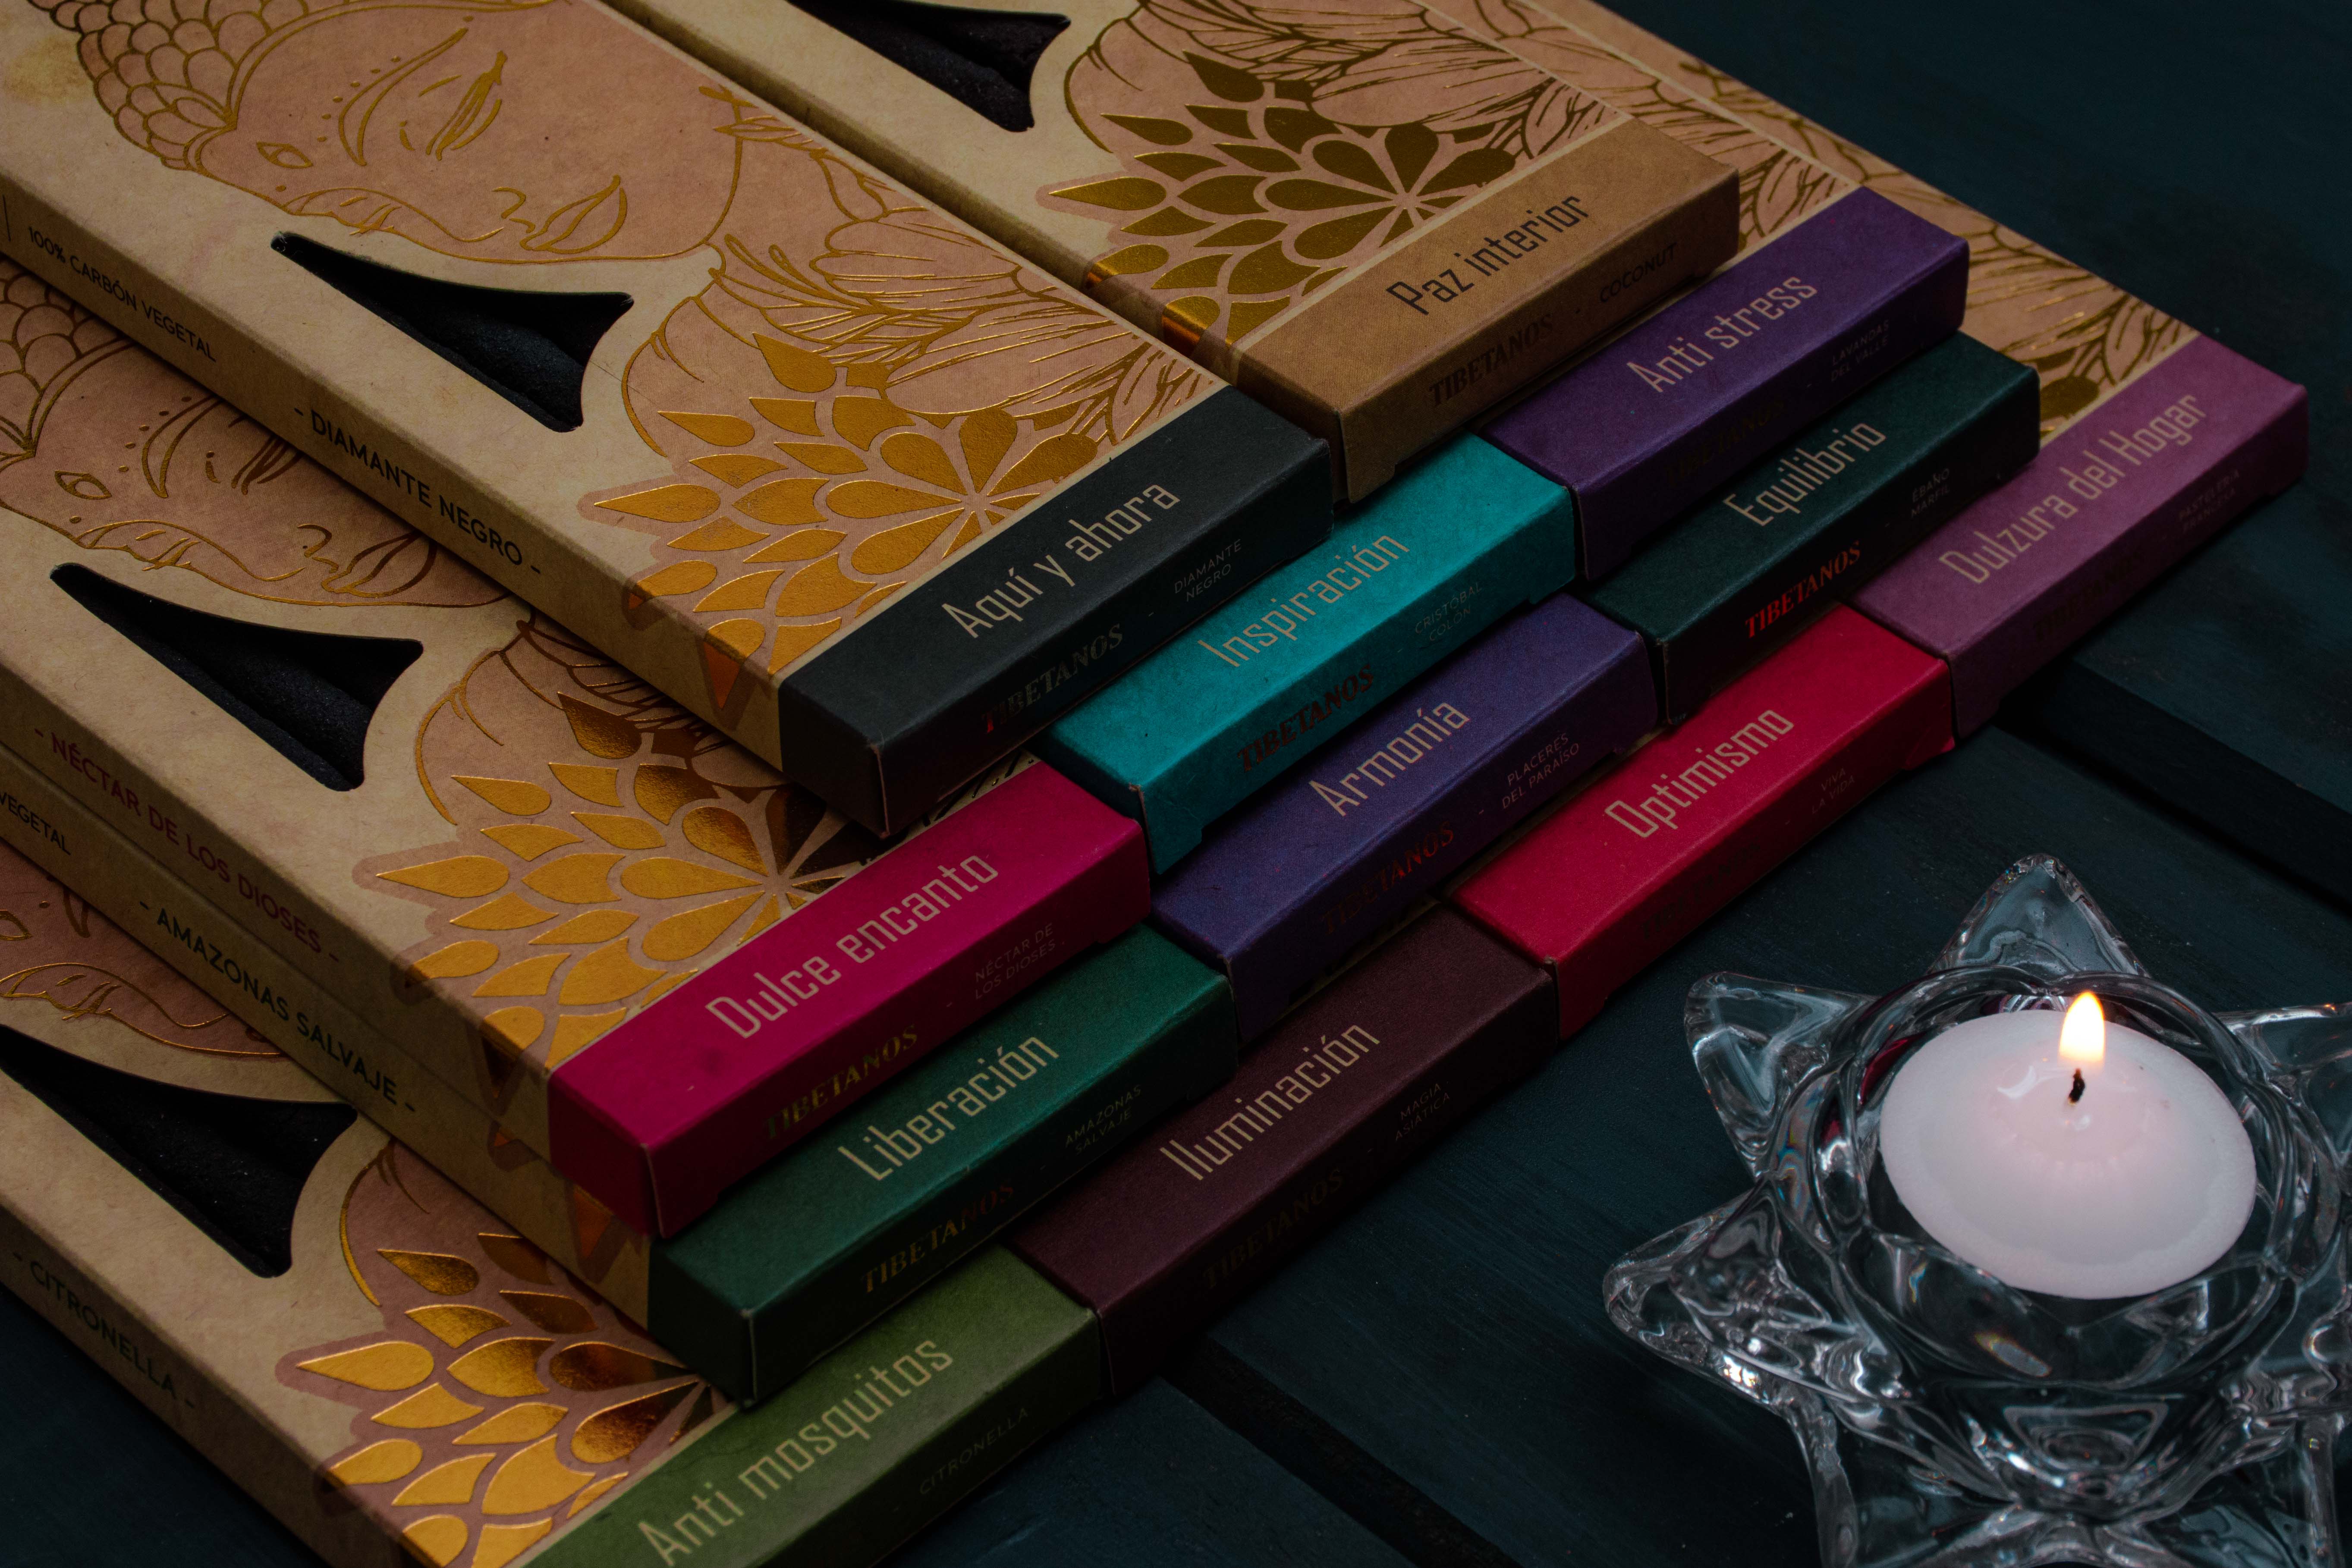 Paz interior
TIBETANOS - COCONUT
Anti stress
LAVANDAS
DEL VALLE
Equilibrio
TIBETANOS
ÉBANO
MARFIL
Dulzura del Hogar
100% CARBÓN VEGETAL
- DIAMANTE NEGRO -
Aquí y ahora
TIBETANOS -
DIAMANTE
NEGRO
Inspiración
TIBETANOS
CRISTÓBAL
COLÓN
Armonía
TIBETANOS -
PLACERES
DEL PARAÍSO
Optimismo
VIVA
LA VIDA
- NÉCTAR DE LOS DIOSES -
Dulce encanto
TIBETANOS -
NÉCTAR DE
LOS DIOSES
VEGETAL
- AMAZONAS SALVAJE -
Liberación
TIBETANOS -
AMAZONAS
SALVAJE
Iluminación
TIBETANOS -
MAGIA
ASIÁTICA
- CITRONELLA -
Anti mosquitos
- CITRONELLA